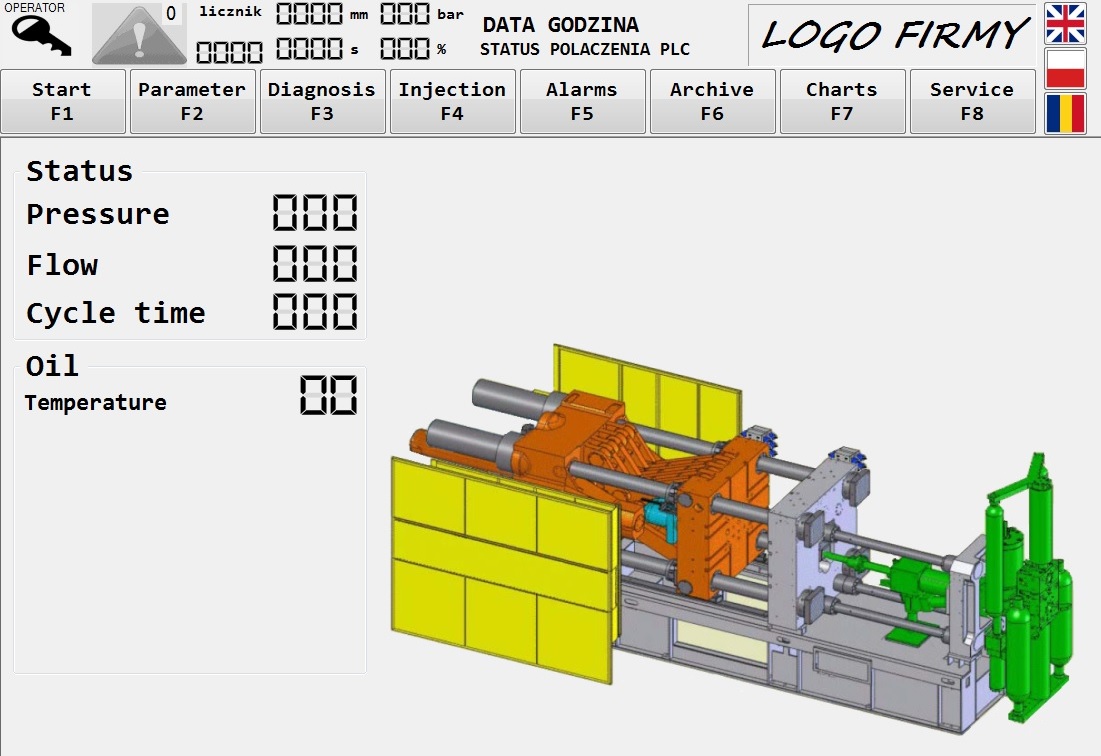 OPERATOR
0
licznik 0000 mm 000 bar
0000 0000 s 000 %
DATA GODZINA
STATUS POLACZENIA PLC
LOGO FIRMY
Start
F1
Parameter
F2
Diagnosis
F3
Injection
F4
Alarms
F5
Archive
F6
Charts
F7
Service
F8
Status
Pressure 000
Flow 000
Cycle time 000
Oil
Temperature 00